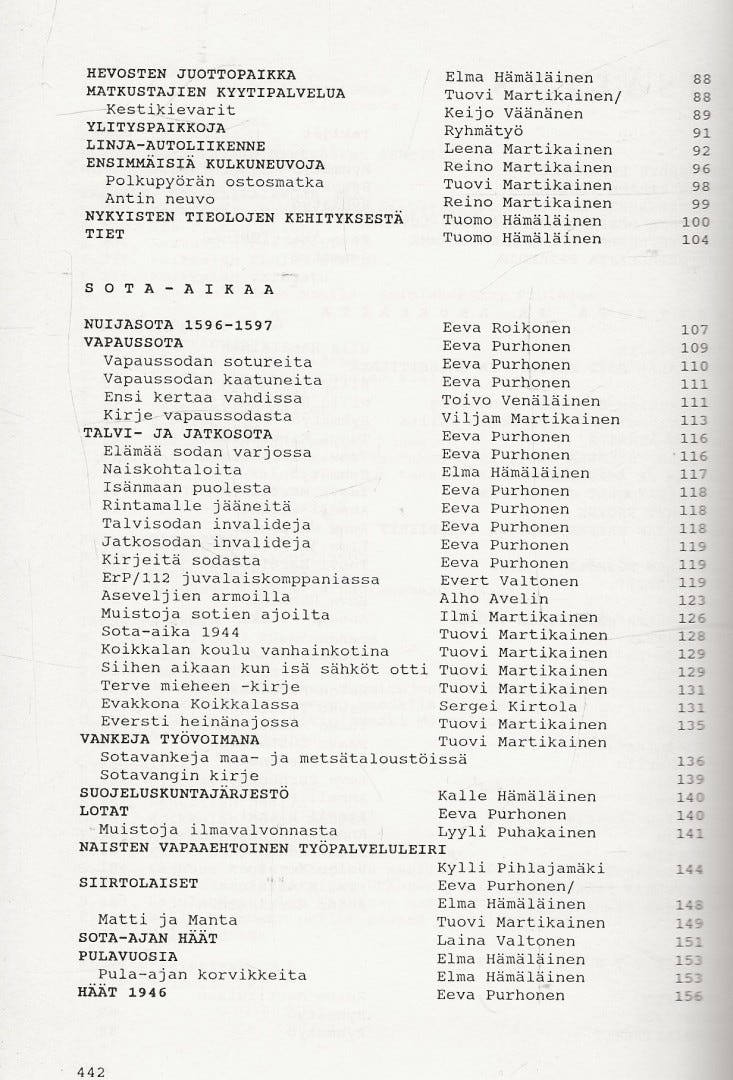 HEVOSTEN JUOTTOPAIKKA Elma Hämäläinen 88
MATKUSTAJIEN KYYTIPALVELUA Tuovi Martikainen/ 88
Kestikievarit Keijo Väänänen 89
YLITYSPAIKKOJA Ryhmätyö 91
LINJA-AUTOLIIKENNE Leena Martikainen 92
ENSIMMÄISIÄ KULKUNEUVOJA Reino Martikainen 96
Polkupyörän ostosmatka Tuovi Martikainen 98
Antin neuvo Reino Martikainen 99
NYKYISTEN TIEOLOJEN KEHITYKSESTÄ Tuomo Hämäläinen 100
TIET Tuomo Hämäläinen 104
S O T A - A I K A A
NUIJASOTA 1596-1597 Eeva Roikonen 107
VAPAUSSOTA Eeva Purhonen 109
Vapaussodan sotureita Eeva Purhonen 110
Vapaussodan kaatuneita Eeva Purhonen 111
Ensi kertaa vahdissa Toivo Venäläinen 111
Kirje vapaussodasta Viljam Martikainen 113
TALVI- JA JATKOSOTA Eeva Purhonen 116
Elämää sodan varjossa Eeva Purhonen 116
Naiskohtaloita Elma Hämäläinen 117
Isänmaan puolesta Eeva Purhonen 118
Rintamalle jääneitä Eeva Purhonen 118
Talvisodan invalideja Eeva Purhonen 118
Jatkosodan invalideja Eeva Purhonen 119
Kirjeitä sodasta Eeva Purhonen 119
ErP/112 juvalaiskomppaniassa Evert Valtonen 119
Aseveljien armoilla Alho Avelin 123
Muistoja sotien ajoilta Ilmi Martikainen 126
Sota-aika 1944 Tuovi Martikainen 128
Koikkalan koulu vanhainkotina Tuovi Martikainen 129
Siihen aikaan kun isä sähköt otti Tuovi Martikainen 129
Terve mieheen -kirje Tuovi Martikainen 131
Evakkona Koikkalassa Sergei Kirtola 131
Eversti heinänajossa Tuovi Martikainen 135
VANKEJA TYÖVOIMANA Tuovi Martikainen
Sotavankeja maa- ja metsätaloustöissä 136
Sotavangin kirje 139
SUOJELUSKUNTAJÄRJESTÖ Kalle Hämäläinen 140
LOTAT Eeva Purhonen 140
Muistoja ilmavalvonnasta Lyyli Puhakainen 141
NAISTEN VAPAAEHTOINEN TYÖPALVELULEIRI
Kylli Pihlajamäki 144
SIIRTOLAISET Eeva Purhonen/
Elma Hämäläinen 148
Matti ja Manta Tuovi Martikainen 149
SOTA-AJAN HÄÄT Laina Valtonen 151
PULAVUOSIA Elma Hämäläinen 153
Pula-ajan korvikkeita Elma Hämäläinen 153
HÄÄT 1946 Eeva Purhonen 156
442